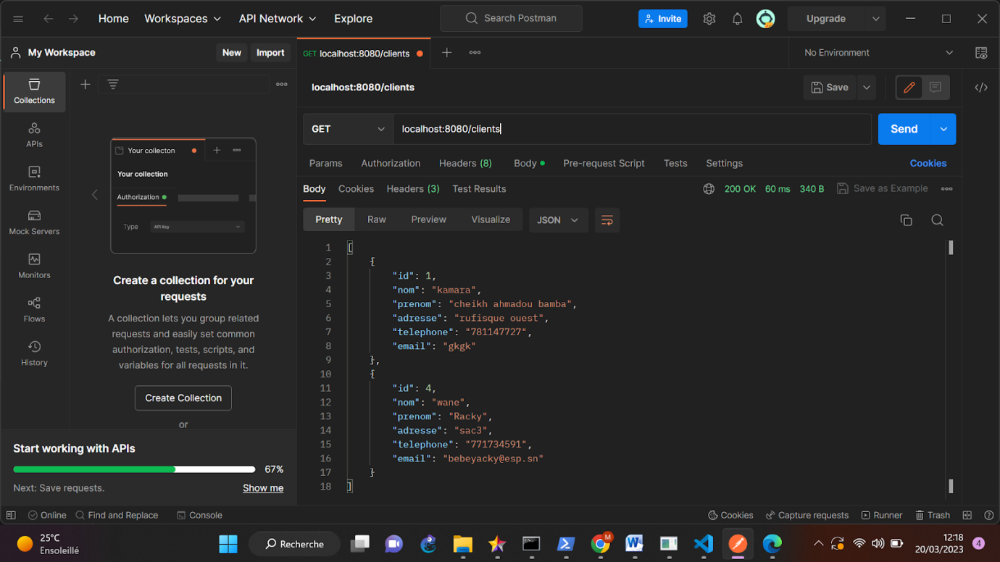 Home Workspaces API Network Explore Search Postman Invite Upgrade
My Workspace New Import GET localhost:8080/clients No Environment
Collections
APIs
Environments
Mock Servers
Monitors
Flows
History
Your collecton
Your collection
Authorization
Type API Key
Create a collection for your
requests
A collection lets you group related
requests and easily set common
authorization, tests, scripts, and
variables for all requests in it.
Create Collection
or
Start working with APIs
67%
Next: Save requests. Show me
localhost:8080/clients Save
GET localhost:8080/clients Send
Params Authorization Headers (8) Body Pre-request Script Tests Settings Cookies
Body Cookies Headers (3) Test Results 200 OK 60 ms 340 B Save as Example
Pretty Raw Preview Visualize JSON
1 [
2 {
3 "id": 1,
4 "nom": "kamara",
5 "prenom": "cheikh ahmadou bamba",
6 "adresse": "rufisque ouest",
7 "telephone": "781147727",
8 "email": "gkgk"
9 },
10 {
11 "id": 4,
12 "nom": "wane",
13 "prenom": "Racky",
14 "adresse": "sac3",
15 "telephone": "771734591",
16 "email": "bebeyacky@esp.sn"
17 }
18 ]
Online Find and Replace Console Cookies Capture requests Runner Trash
25°C
Ensoleillé
Recherche
M
W
12:18
20/03/2023
4